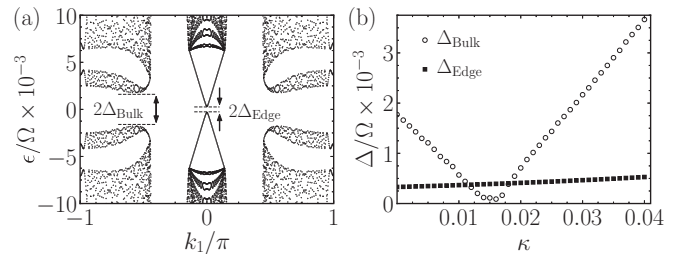 (a)
10
5
0
−5
−10
ϵ/Ω × 10⁻³
2Δ_Bulk
2Δ_Edge
−1 −0.5 0 0.5 1
k₁/π
(b)
3
2
1
0
Δ/Ω × 10⁻³
Δ_Bulk
Δ_Edge
0.01 0.02 0.03 0.04
κ